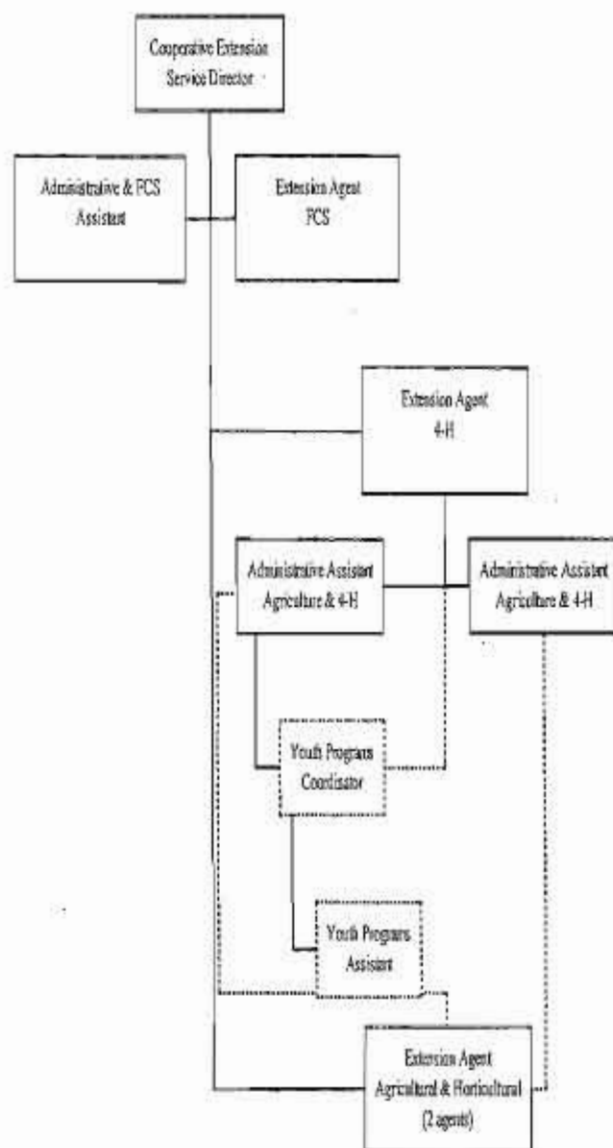 Cooperative Extension
Service Director
Administrative & FCS
Assistant
Extension Agent
FCS
Extension Agent
4-H
Administrative Assistant
Agriculture & 4-H
Administrative Assistant
Agriculture & 4-H
Youth Programs
Coordinator
Youth Programs
Assistant
Extension Agent
Agricultural & Horticultural
(2 agents)